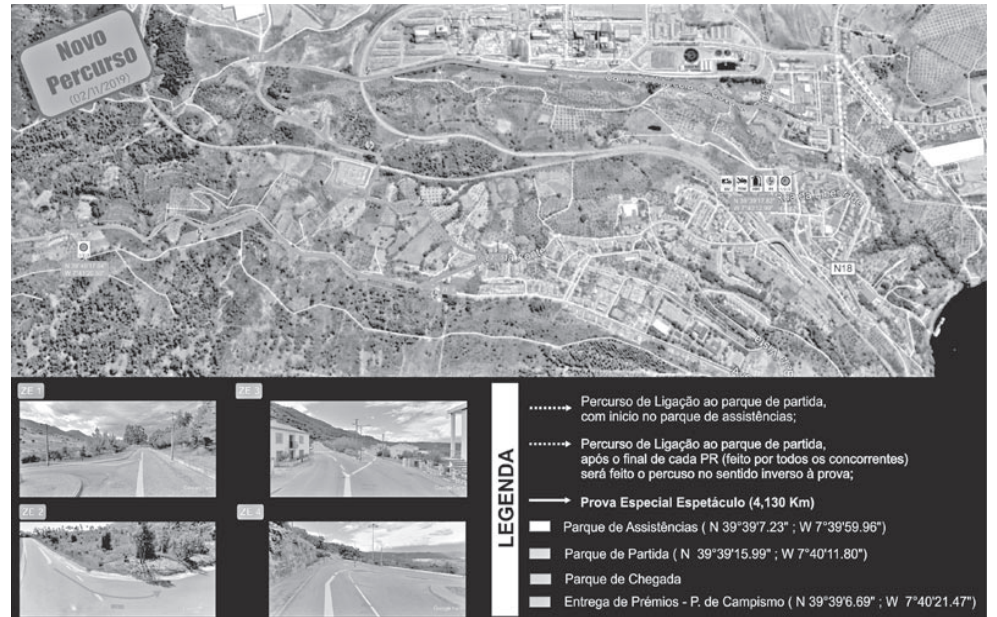 Novo
Percurso
(02/11/2019)
N18
ZE 1
ZE 3
ZE 2
ZE 4
LEGENDA
Percurso de Ligação ao parque de partida,
com inicio no parque de assistências;
Percurso de Ligação ao parque de partida,
após o final de cada PR (feito por todos os concorrentes)
será feito o percuso no sentido inverso à prova;
Prova Especial Espetáculo (4,130 Km)
Parque de Assistências ( N 39°39'7.23" ; W 7°39'59.96")
Parque de Partida ( N 39°39'15.99" ; W 7°40'11.80")
Parque de Chegada
Entrega de Prémios - P. de Campismo ( N 39°39'6.69" ; W 7°40'21.47")